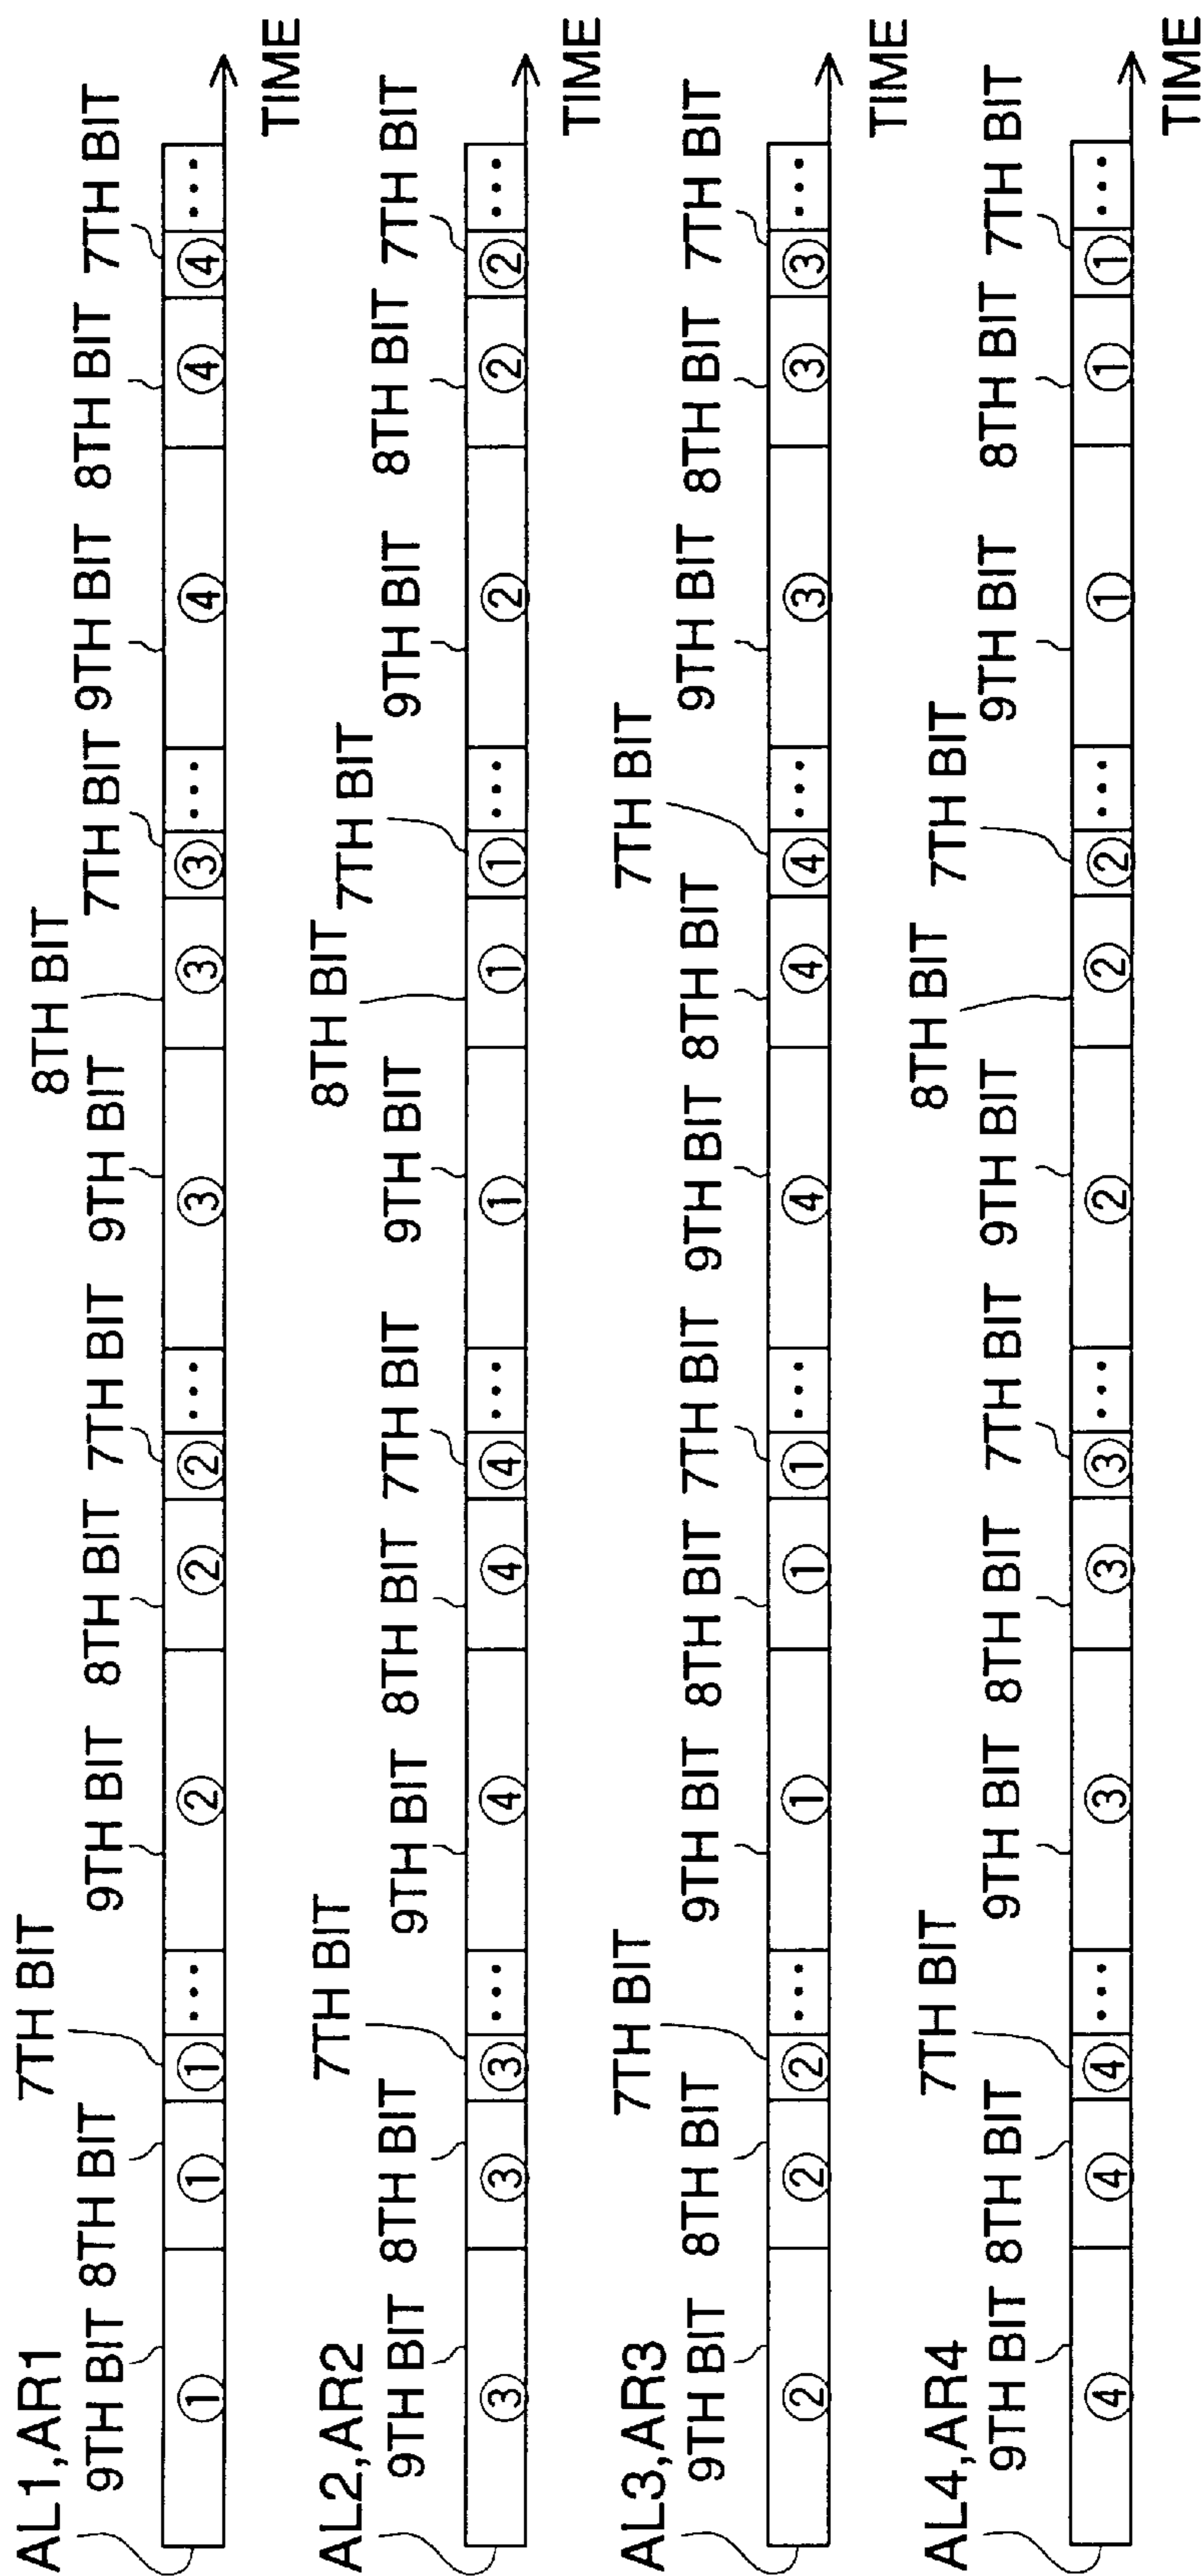 AL1,AR1
9TH BIT 8TH BIT 7TH BIT 9TH BIT 8TH BIT 7TH BIT 9TH BIT 8TH BIT 7TH BIT 9TH BIT 8TH BIT 7TH BIT
① ① ① ... ② ② ② ... ③ ③ ③ ... ④ ④ ④ ...
TIME
AL2,AR2
9TH BIT 8TH BIT 7TH BIT 9TH BIT 8TH BIT 7TH BIT 9TH BIT 8TH BIT 7TH BIT 9TH BIT 8TH BIT 7TH BIT
③ ③ ③ ... ④ ④ ④ ... ① ① ① ... ② ② ② ...
TIME
AL3,AR3
9TH BIT 8TH BIT 7TH BIT 9TH BIT 8TH BIT 7TH BIT 9TH BIT 8TH BIT 7TH BIT 9TH BIT 8TH BIT 7TH BIT
② ② ② ... ① ① ① ... ④ ④ ④ ... ③ ③ ③ ...
TIME
AL4,AR4
9TH BIT 8TH BIT 7TH BIT 9TH BIT 8TH BIT 7TH BIT 9TH BIT 8TH BIT 7TH BIT 9TH BIT 8TH BIT 7TH BIT
④ ④ ④ ... ③ ③ ③ ... ② ② ② ... ① ① ① ...
TIME